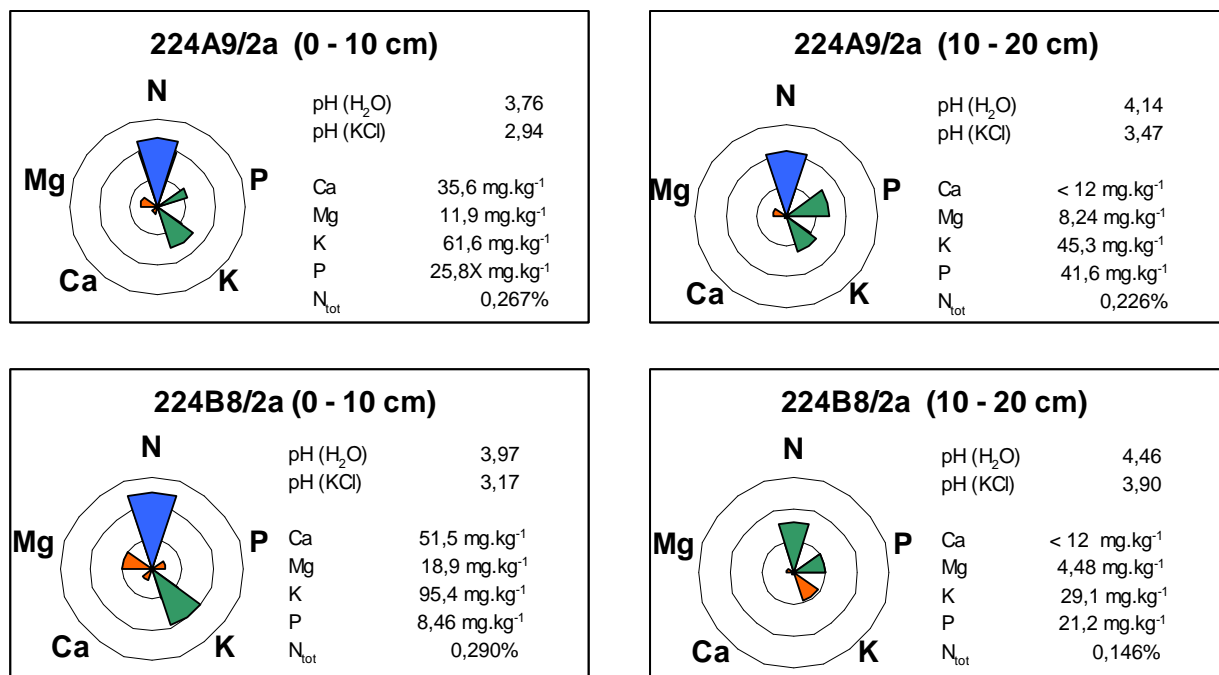 224A9/2a (0 - 10 cm)
N
Mg
P
Ca
K
pH (H₂O) 3,76
pH (KCl) 2,94
Ca 35,6 mg.kg⁻¹
Mg 11,9 mg.kg⁻¹
K 61,6 mg.kg⁻¹
P 25,8X mg.kg⁻¹
Nₜₒₜ 0,267%
224A9/2a (10 - 20 cm)
N
Mg
P
Ca
K
pH (H₂O) 4,14
pH (KCl) 3,47
Ca < 12 mg.kg⁻¹
Mg 8,24 mg.kg⁻¹
K 45,3 mg.kg⁻¹
P 41,6 mg.kg⁻¹
Nₜₒₜ 0,226%
224B8/2a (0 - 10 cm)
N
Mg
P
Ca
K
pH (H₂O) 3,97
pH (KCl) 3,17
Ca 51,5 mg.kg⁻¹
Mg 18,9 mg.kg⁻¹
K 95,4 mg.kg⁻¹
P 8,46 mg.kg⁻¹
Nₜₒₜ 0,290%
224B8/2a (10 - 20 cm)
N
Mg
P
Ca
K
pH (H₂O) 4,46
pH (KCl) 3,90
Ca < 12 mg.kg⁻¹
Mg 4,48 mg.kg⁻¹
K 29,1 mg.kg⁻¹
P 21,2 mg.kg⁻¹
Nₜₒₜ 0,146%